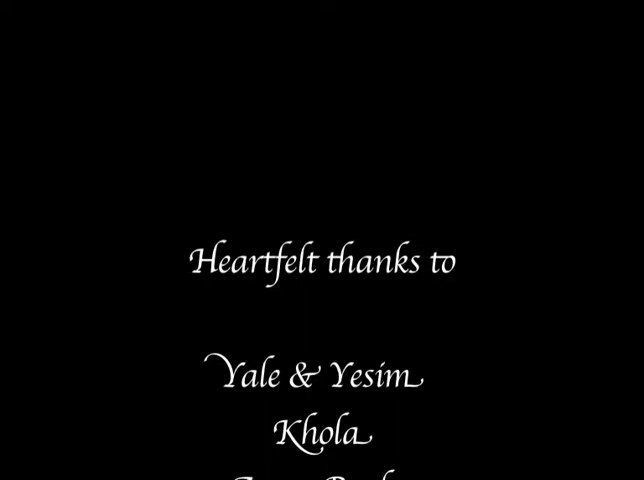 Heartfelt thanks to
Yale & Yesim
Khola